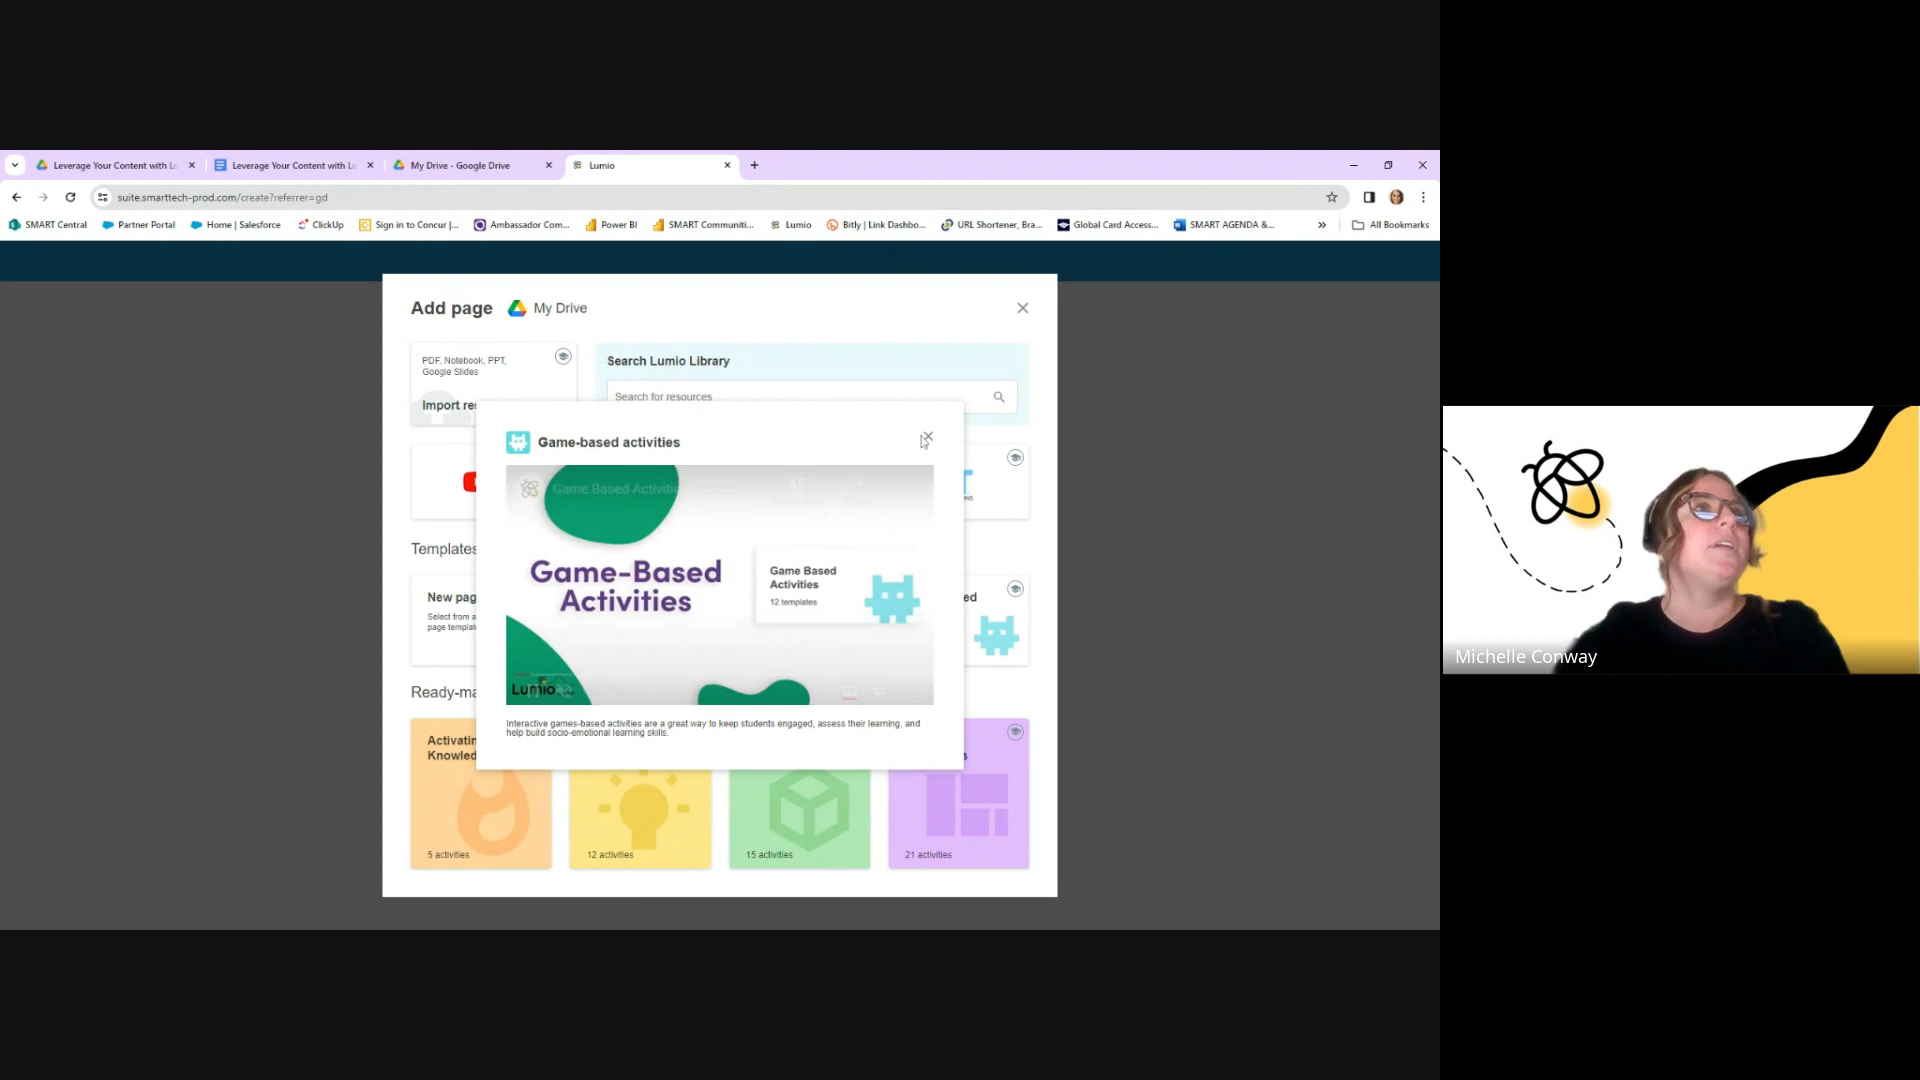 Leverage Your Content with Lu
Leverage Your Content with Lu
My Drive - Google Drive
Lumio
suite.smarttech-prod.com/create?referrer=gd
SMART Central
Partner Portal
Home | Salesforce
ClickUp
Sign in to Concur |...
Ambassador Com...
Power BI
SMART Communiti...
Lumio
Bitly | Link Dashbo...
URL Shortener, Bra...
Global Card Access...
SMART AGENDA &...
All Bookmarks
Add page
My Drive
PDF, Notebook, PPT,
Google Slides
Import re
Search Lumio Library
Search for resources
Game-based activities
Game Based Activiti
Game-Based
Activities
Game Based
Activities
12 templates
Lumio
Interactive games-based activities are a great way to keep students engaged, assess their learning, and
help build socio-emotional learning skills.
Templates
New pag
Select from a
page templat
ed
Ready-ma
Activatin
Knowled
s
5 activities
12 activities
15 activities
21 activities
Michelle Conway